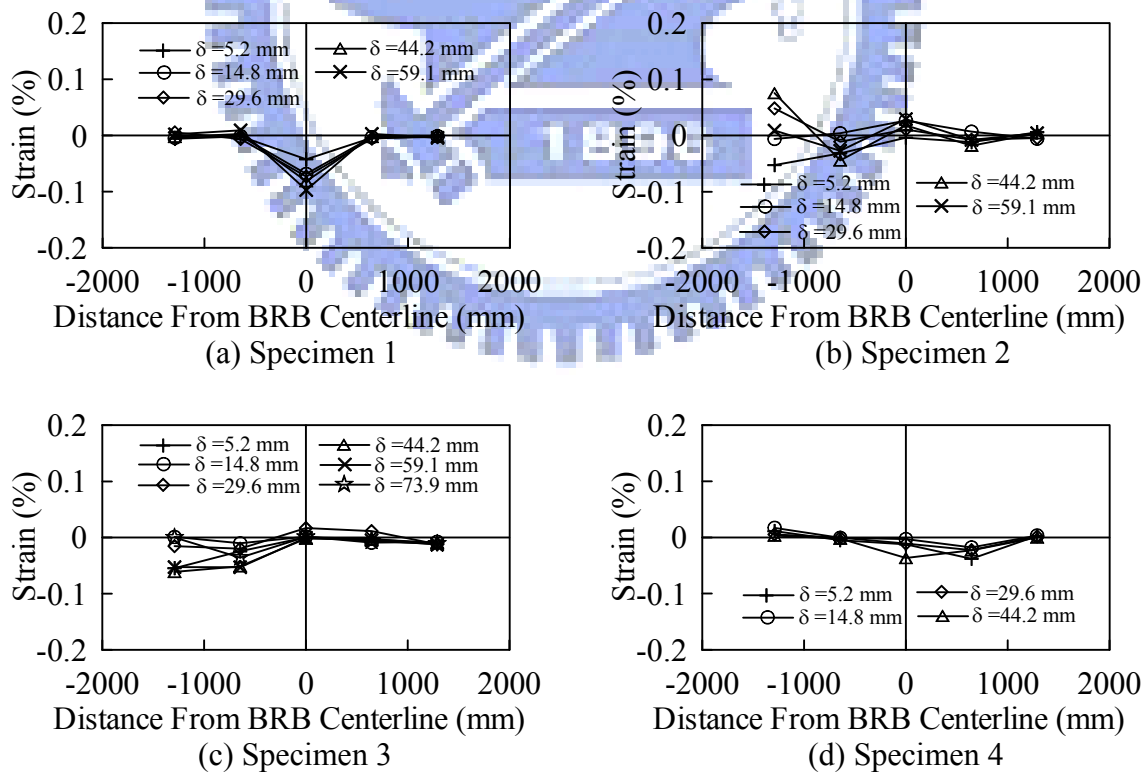 0.2
0.1
0
-0.1
-0.2
Strain (%)
δ =5.2 mm
δ =14.8 mm
δ =29.6 mm
δ =44.2 mm
δ =59.1 mm
-2000 -1000 0 1000 2000
Distance From BRB Centerline (mm)
(a) Specimen 1
0.2
0.1
0
-0.1
-0.2
Strain (%)
δ =5.2 mm
δ =14.8 mm
δ =29.6 mm
δ =44.2 mm
δ =59.1 mm
-2000 -1000 0 1000 2000
Distance From BRB Centerline (mm)
(b) Specimen 2
0.2
0.1
0
-0.1
-0.2
Strain (%)
δ =5.2 mm
δ =14.8 mm
δ =29.6 mm
δ =44.2 mm
δ =59.1 mm
δ =73.9 mm
-2000 -1000 0 1000 2000
Distance From BRB Centerline (mm)
(c) Specimen 3
0.2
0.1
0
-0.1
-0.2
Strain (%)
δ =5.2 mm
δ =14.8 mm
δ =29.6 mm
δ =44.2 mm
-2000 -1000 0 1000 2000
Distance From BRB Centerline (mm)
(d) Specimen 4